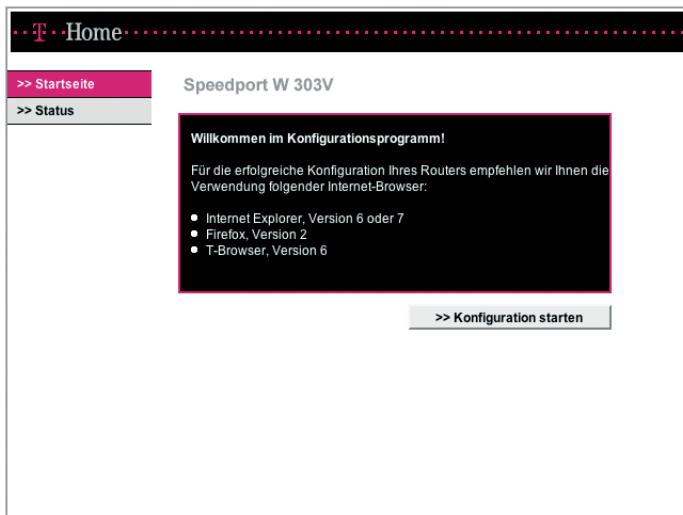 T Home
>> Startseite
>> Status
Speedport W 303V
Willkommen im Konfigurationsprogramm!
Für die erfolgreiche Konfiguration Ihres Routers empfehlen wir Ihnen die
Verwendung folgender Internet-Browser:
Internet Explorer, Version 6 oder 7
Firefox, Version 2
T-Browser, Version 6
>> Konfiguration starten